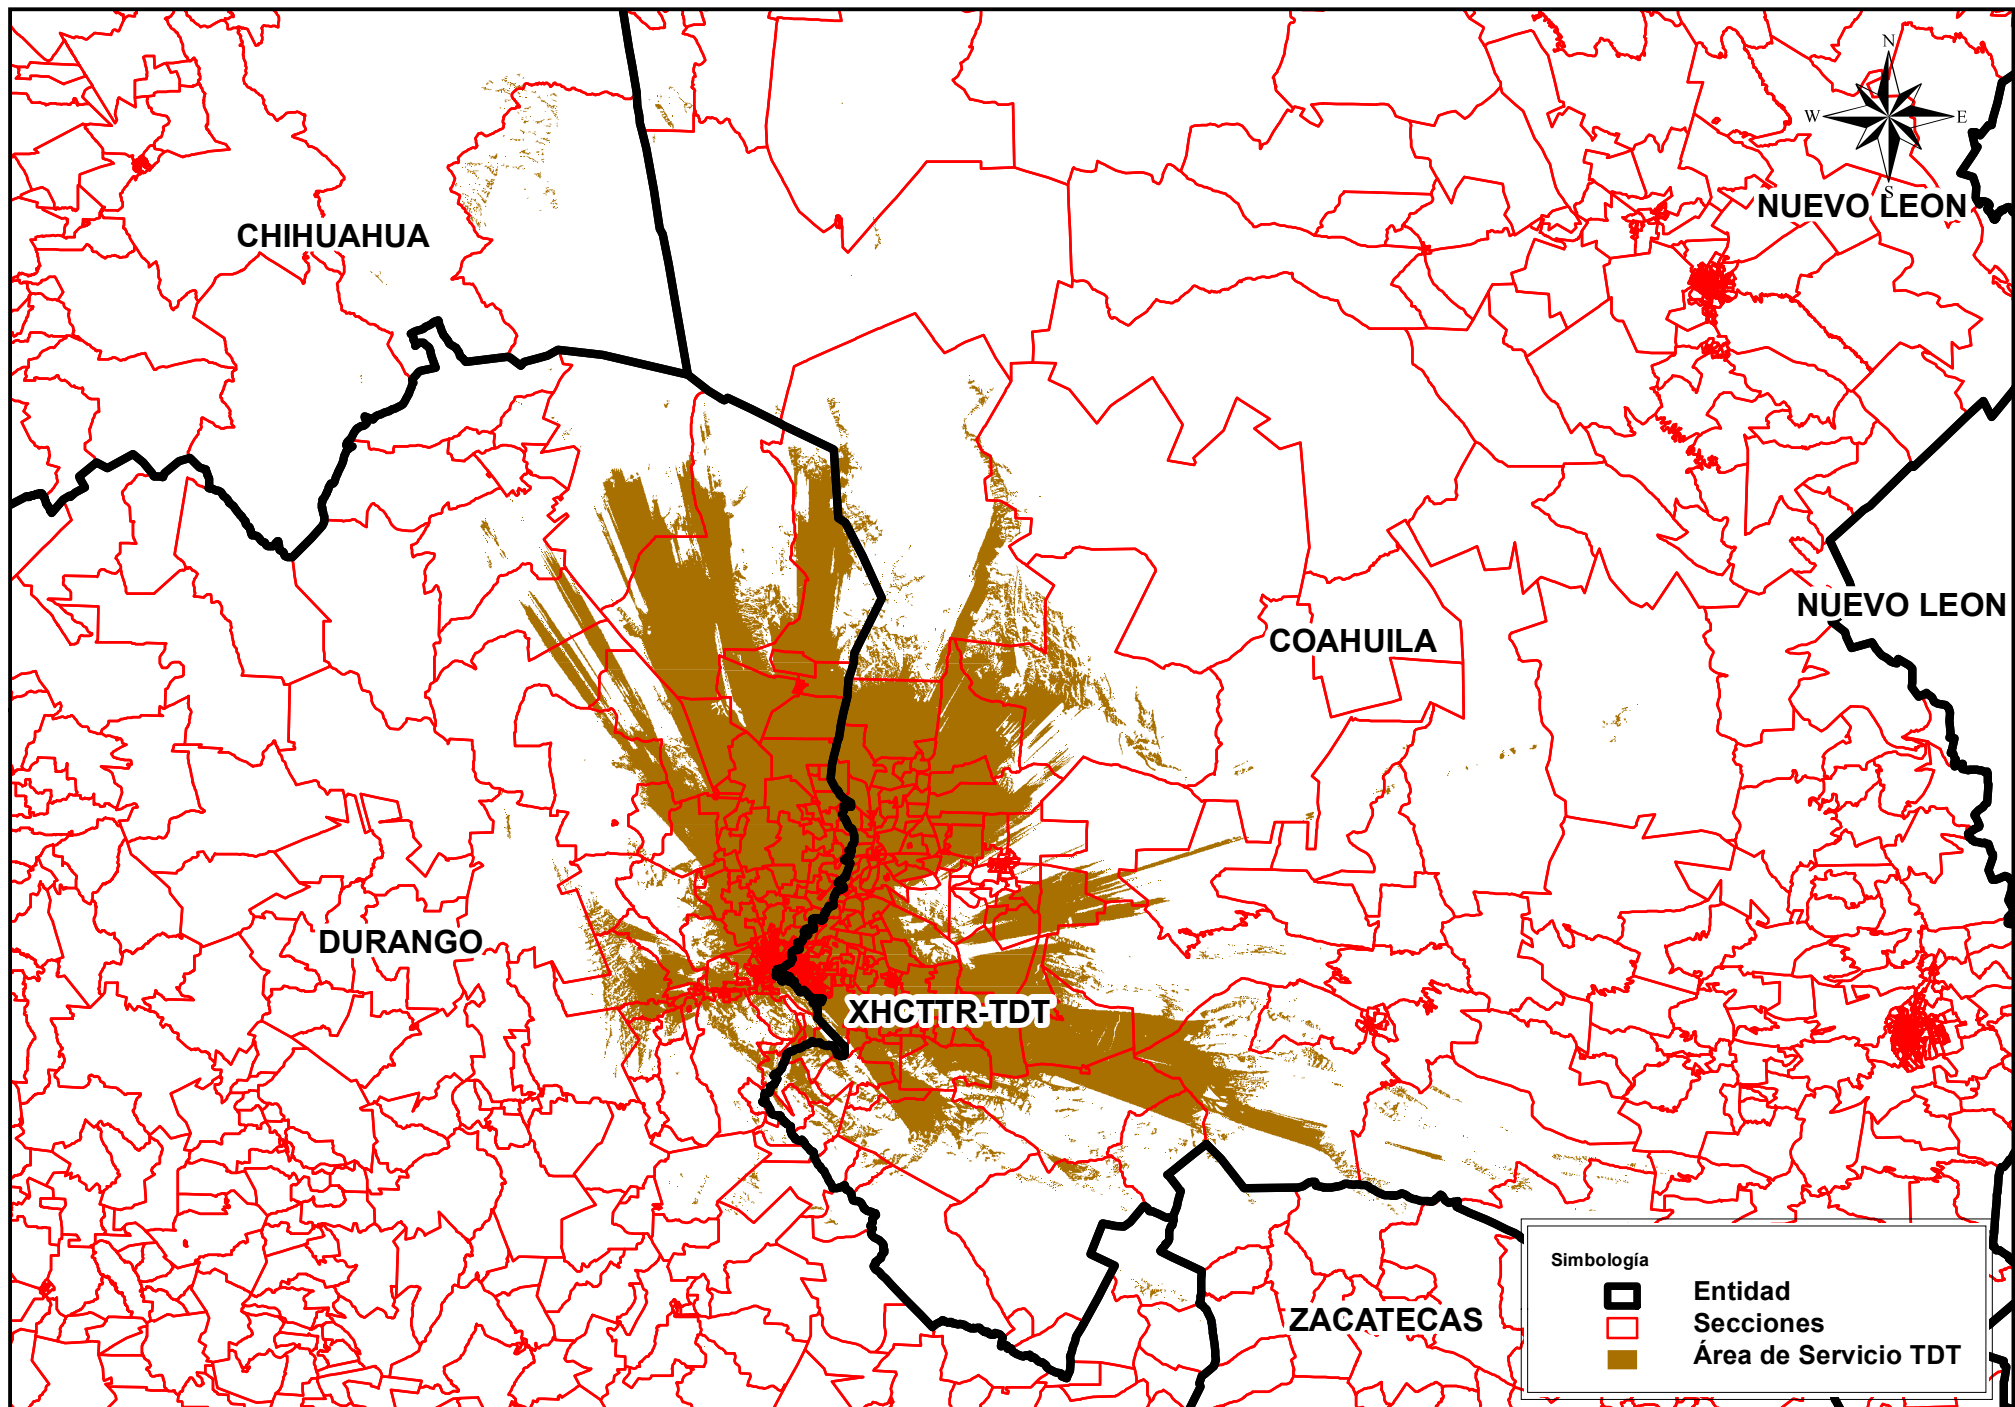 N
W E
S
NUEVO LEON
CHIHUAHUA
NUEVO LEON
COAHUILA
DURANGO
XHCTTR-TDT
ZACATECAS
Simbología
Entidad
Secciones
Área de Servicio TDT